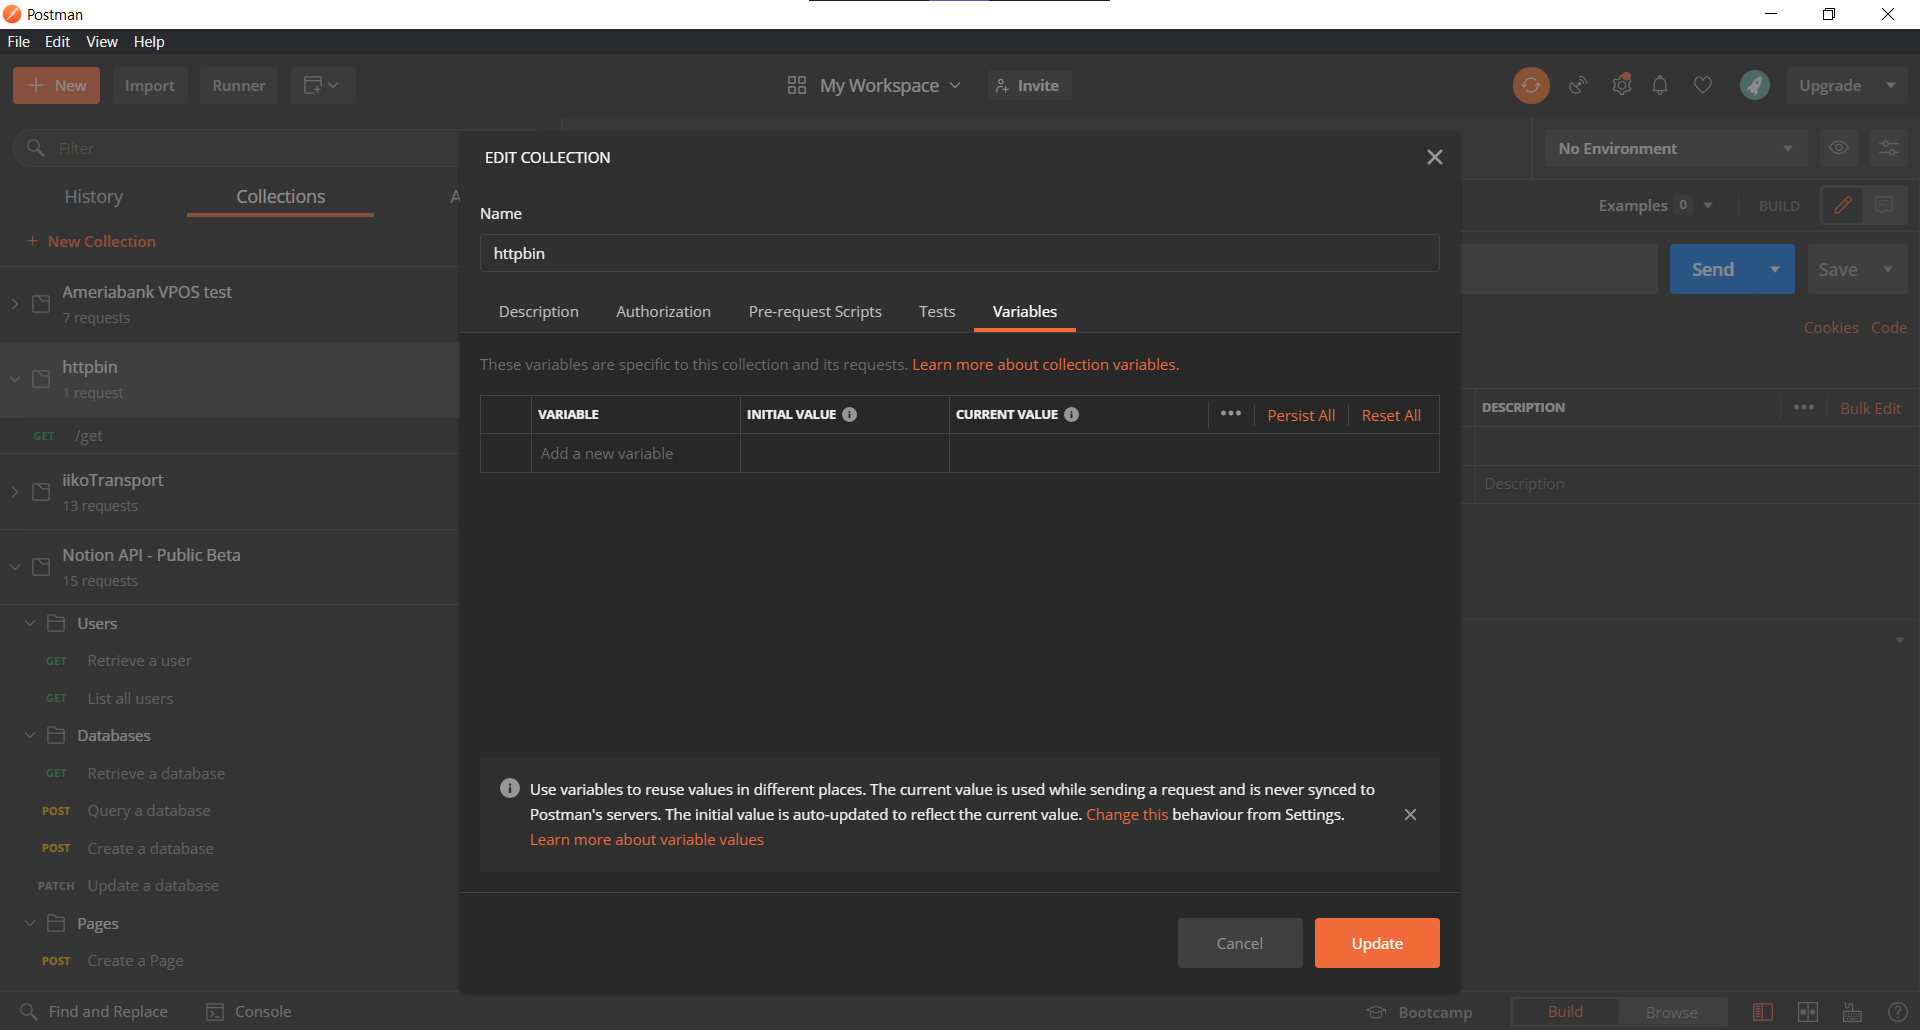 Postman
File Edit View Help
New Import Runner My Workspace Invite Upgrade
Filter
History Collections A
+ New Collection
Ameriabank VPOS test
7 requests
httpbin
1 request
GET /get
iikoTransport
13 requests
Notion API - Public Beta
15 requests
Users
GET Retrieve a user
GET List all users
Databases
GET Retrieve a database
POST Query a database
POST Create a database
PATCH Update a database
Pages
POST Create a Page
EDIT COLLECTION
Name
httpbin
Description Authorization Pre-request Scripts Tests Variables
These variables are specific to this collection and its requests. Learn more about collection variables.
VARIABLE INITIAL VALUE CURRENT VALUE ••• Persist All Reset All
Add a new variable
Use variables to reuse values in different places. The current value is used while sending a request and is never synced to
Postman's servers. The initial value is auto-updated to reflect the current value. Change this behaviour from Settings.
Learn more about variable values
Cancel Update
No Environment
Examples 0 BUILD
Send Save
Cookies Code
DESCRIPTION ••• Bulk Edit
Description
Find and Replace Console Bootcamp Build Browse